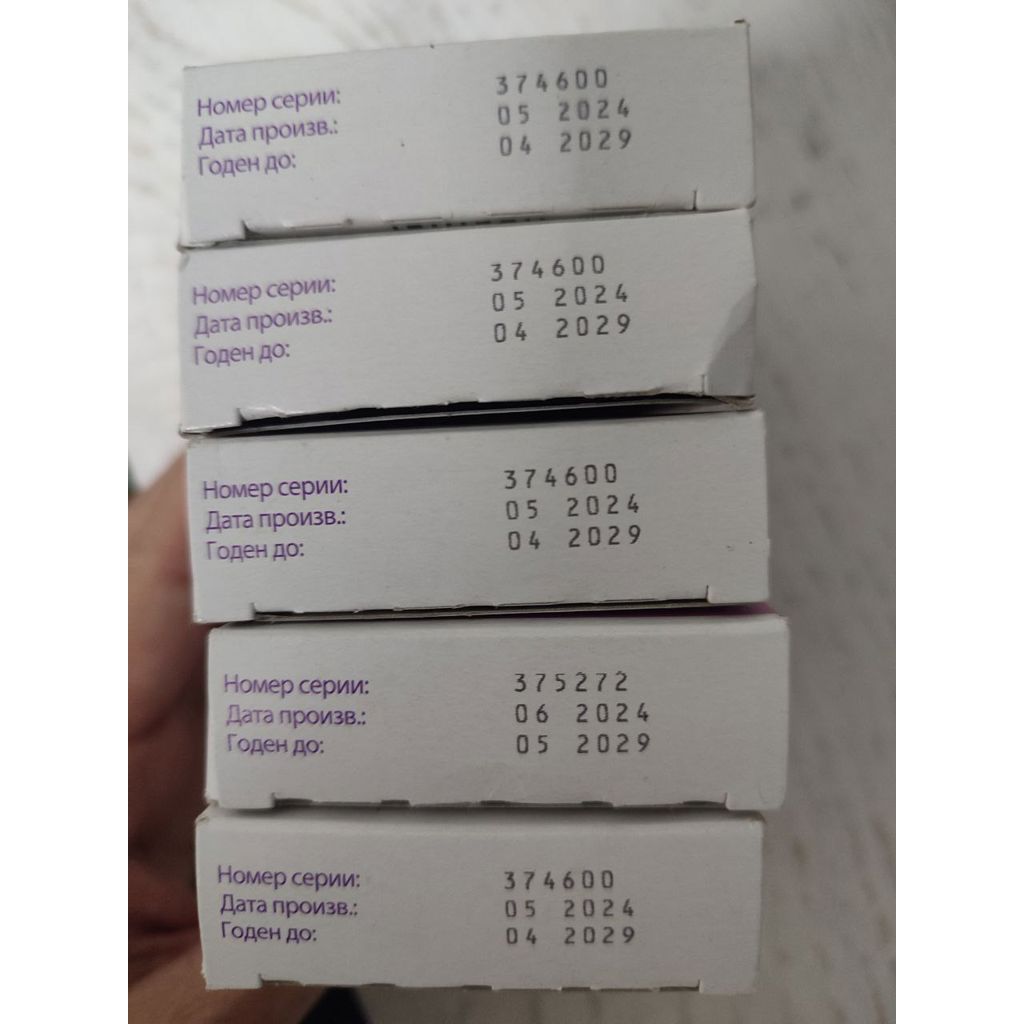 Номер серии: 374600
Дата произв.: 05 2024
Годен до: 04 2029
Номер серии: 374600
Дата произв.: 05 2024
Годен до: 04 2029
Номер серии: 374600
Дата произв.: 05 2024
Годен до: 04 2029
Номер серии: 375272
Дата произв.: 06 2024
Годен до: 05 2029
Номер серии: 374600
Дата произв.: 05 2024
Годен до: 04 2029